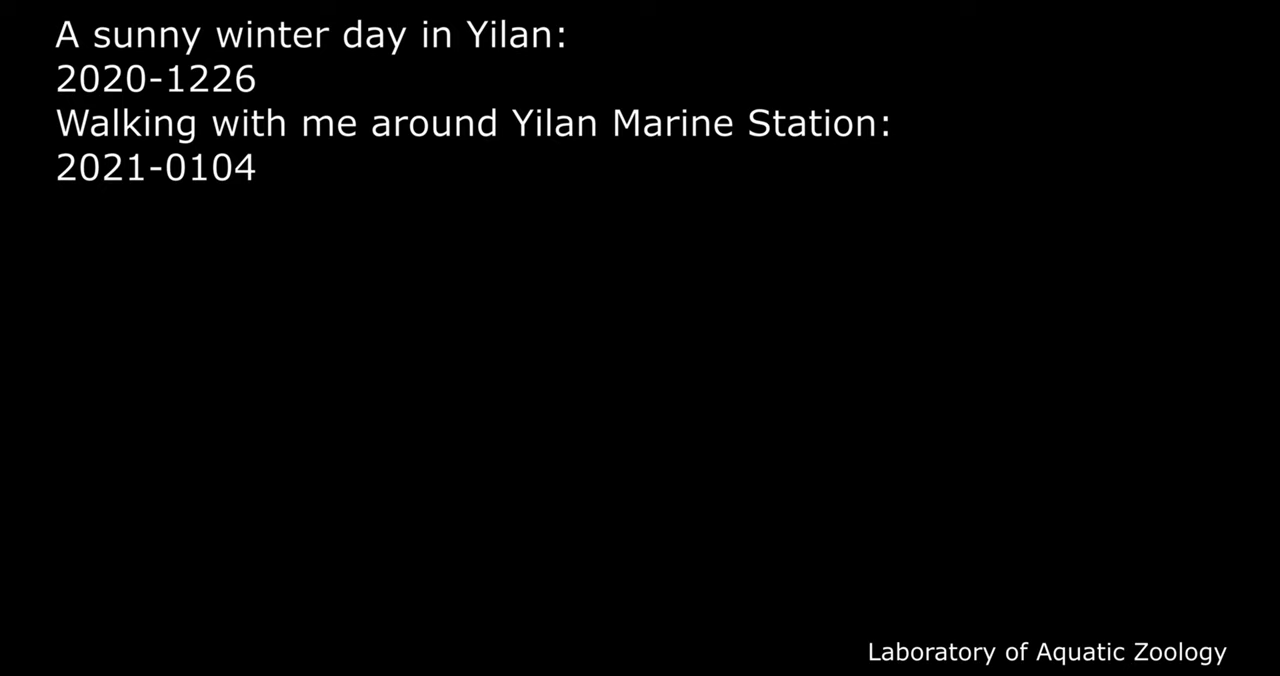 A sunny winter day in Yilan:
2020-1226
Walking with me around Yilan Marine Station:
2021-0104
Laboratory of Aquatic Zoology